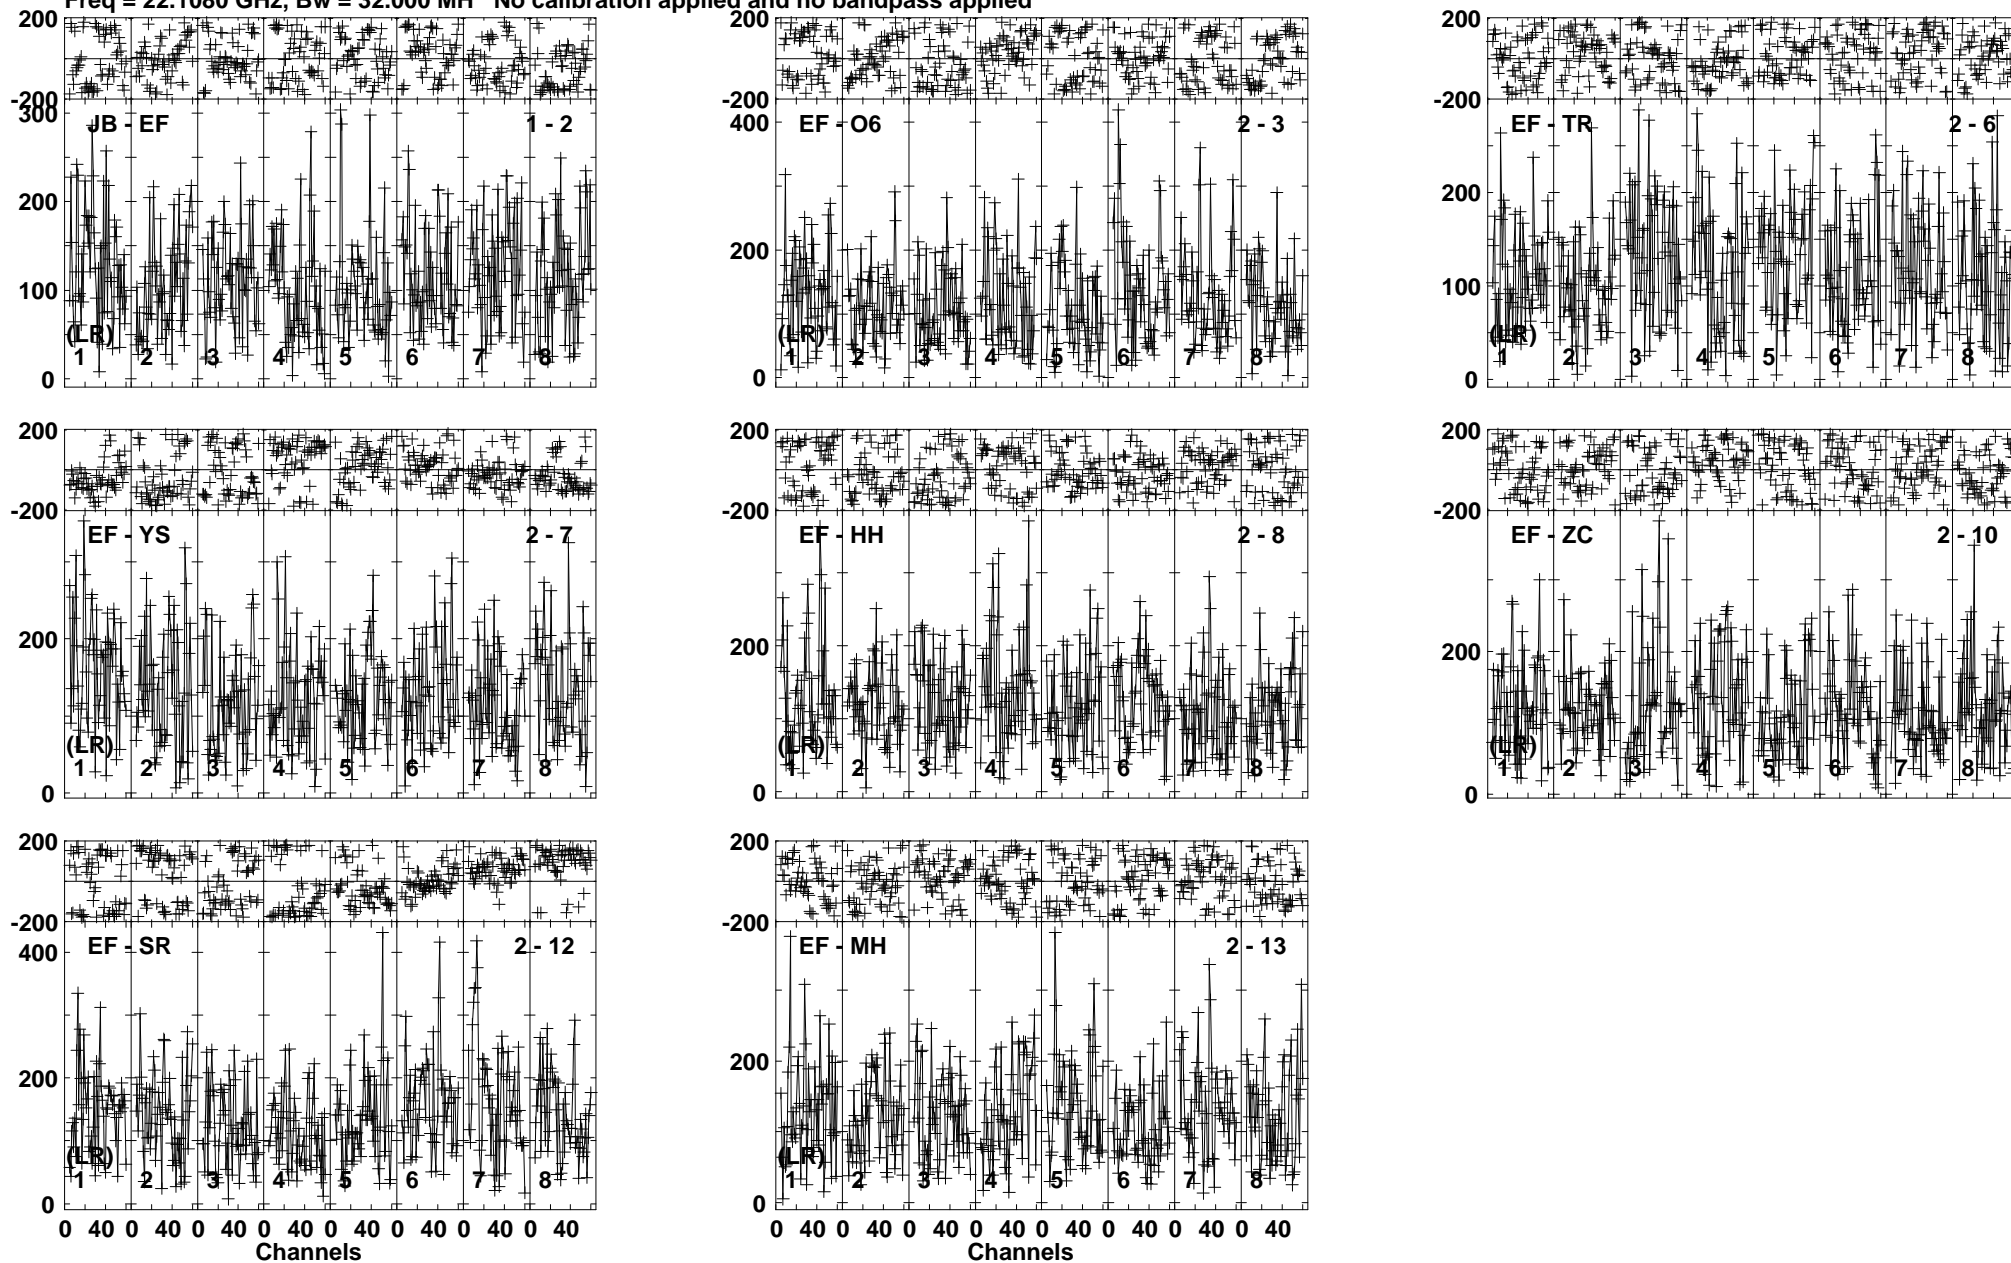 Freq = 22.1080 GHz, Bw = 32.000 MH No calibration applied and no bandpass applied
200 200 200
-200 -200 -200
300 JB - EF 1 - 2
400 EF - O6 2 - 3
EF - TR 2 - 6
200 200 200
100 100
(LR) (LR) (LR)
1 2 3 4 5 6 7 8
1 2 3 4 5 6 7 8
1 2 3 4 5 6 7 8
0 0 0
200 200 200
-200 -200 -200
EF - YS 2 - 7
EF - HH 2 - 8
EF - ZC 2 - 10
200 200 200
(LR) (LR) (LR)
1 2 3 4 5 6 7 8
1 2 3 4 5 6 7 8
1 2 3 4 5 6 7 8
0 0 0
200 200
-200 -200
400 EF - SR 2 - 12
EF - MH 2 - 13
200 200
(LR) (LR)
1 2 3 4 5 6 7 8
1 2 3 4 5 6 7 8
0 0
0 40 0 40 0 40 0 40 0 40 0 40 0 40 0 40
0 40 0 40 0 40 0 40 0 40 0 40 0 40 0 40
Channels Channels